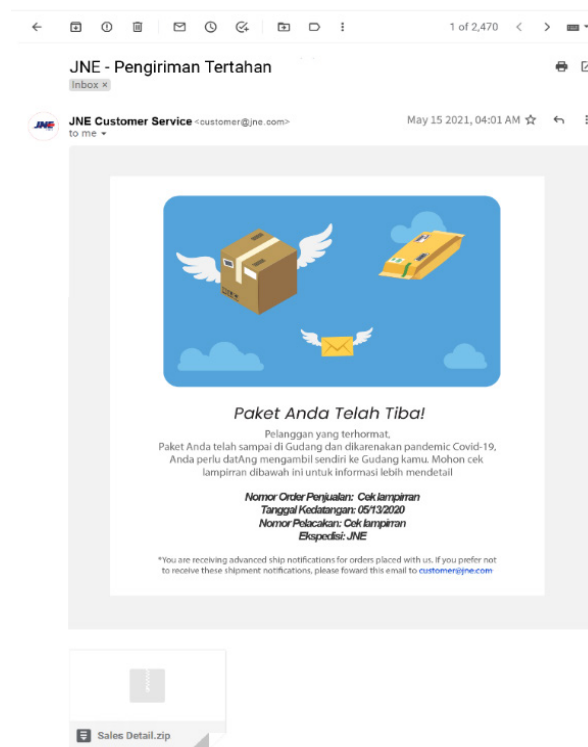 1 of 2,470
JNE - Pengiriman Tertahan
Inbox ×
JNE
JNE Customer Service <customer@jne.com>
May 15 2021, 04:01 AM
to me
Paket Anda Telah Tiba!
Pelanggan yang terhormat,
Paket Anda telah sampai di Gudang dan dikarenakan pandemic Covid-19,
Anda perlu datAng mengambil sendiri ke Gudang kamu. Mohon cek
lampirran dibawah ini untuk informasi lebih mendetail
Nomor Order Penjualan: Cek lampirran
Tanggal Kedatangan: 05/13/2020
Nomor Pelacakan: Cek lampirran
Ekspedisi: JNE
*You are receiving advanced ship notifications for orders placed with us. If you prefer not
to receive these shipment notifications, please foward this email to customer@jne.com
Sales Detail.zip